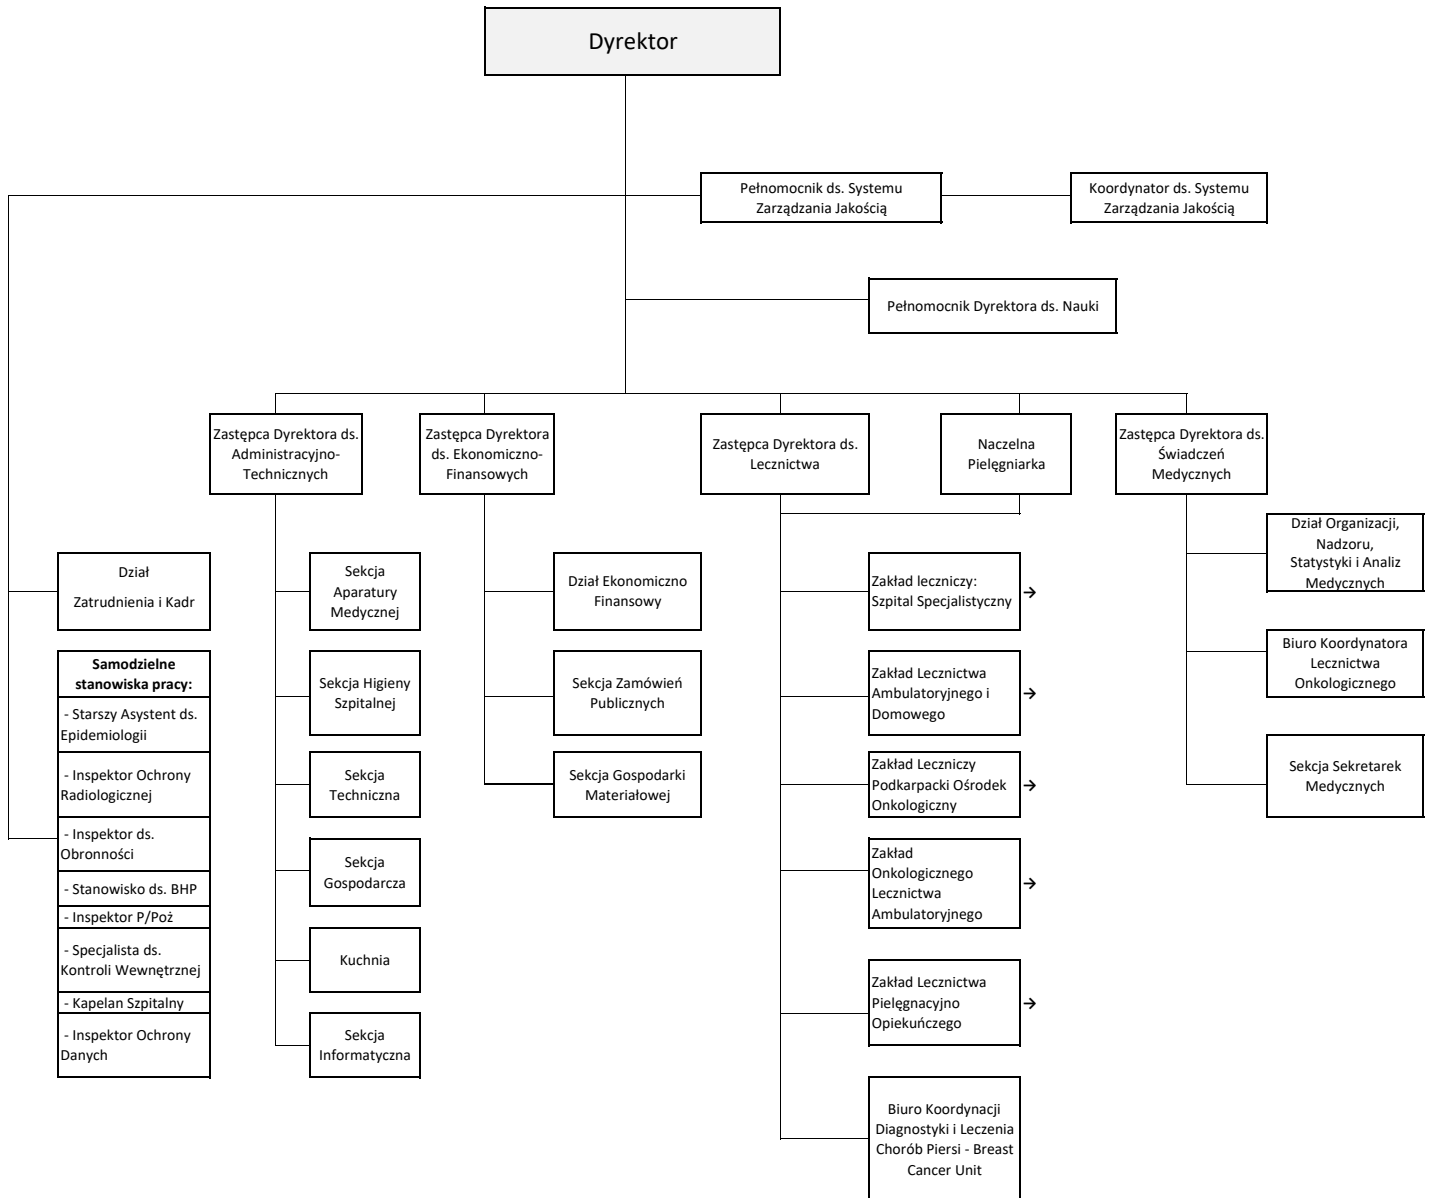 Dyrektor
Pełnomocnik ds. Systemu
Zarządzania Jakością
Koordynator ds. Systemu
Zarządzania Jakością
Pełnomocnik Dyrektora ds. Nauki
Zastępca Dyrektora ds.
Administracyjno-
Technicznych
Zastępca Dyrektora
ds. Ekonomiczno-
Finansowych
Zastępca Dyrektora ds.
Lecznictwa
Naczelna
Pielęgniarka
Zastępca Dyrektora ds.
Świadczeń
Medycznych
Dział
Zatrudnienia i Kadr
Samodzielne
stanowiska pracy:
- Starszy Asystent ds.
Epidemiologii
- Inspektor Ochrony
Radiologicznej
- Inspektor ds.
Obronności
- Stanowisko ds. BHP
- Inspektor P/Poż
- Specjalista ds.
Kontroli Wewnętrznej
- Kapelan Szpitalny
- Inspektor Ochrony
Danych
Sekcja
Aparatury
Medycznej
Sekcja Higieny
Szpitalnej
Sekcja
Techniczna
Sekcja
Gospodarcza
Kuchnia
Sekcja
Informatyczna
Dział Ekonomiczno
Finansowy
Sekcja Zamówień
Publicznych
Sekcja Gospodarki
Materiałowej
Zakład leczniczy:
Szpital Specjalistyczny →
Zakład Lecznictwa
Ambulatoryjnego i →
Domowego
Zakład Leczniczy
Podkarpacki Ośrodek →
Onkologiczny
Zakład
Onkologicznego
Lecznictwa →
Ambulatoryjnego
Zakład Lecznictwa
Pielęgnacyjno →
Opiekuńczego
Biuro Koordynacji
Diagnostyki i Leczenia
Chorób Piersi - Breast
Cancer Unit
Dział Organizacji,
Nadzoru,
Statystyki i Analiz
Medycznych
Biuro Koordynatora
Lecznictwa
Onkologicznego
Sekcja Sekretarek
Medycznych